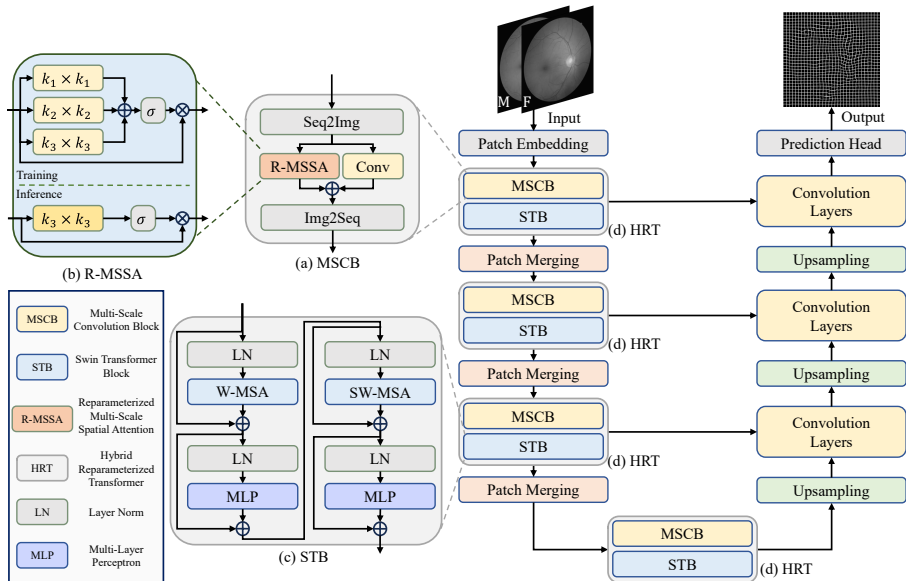 k₁ × k₁
k₂ × k₂
k₃ × k₃
σ
Training
Inference
k₃ × k₃
σ
(b) R-MSSA
Seq2Img
R-MSSA
Conv
Img2Seq
(a) MSCB
M
F
Input
Patch Embedding
MSCB
STB
(d) HRT
Patch Merging
MSCB
STB
(d) HRT
Patch Merging
MSCB
STB
(d) HRT
Patch Merging
MSCB
STB
(d) HRT
Output
Prediction Head
Convolution
Layers
Upsampling
Convolution
Layers
Upsampling
Convolution
Layers
Upsampling
MSCB
Multi-Scale
Convolution Block
STB
Swin Transformer
Block
R-MSSA
Reparameterized
Multi-Scale
Spatial Attention
HRT
Hybrid
Reparameterized
Transformer
LN
Layer Norm
MLP
Multi-Layer
Perceptron
LN
W-MSA
LN
MLP
LN
SW-MSA
LN
MLP
(c) STB